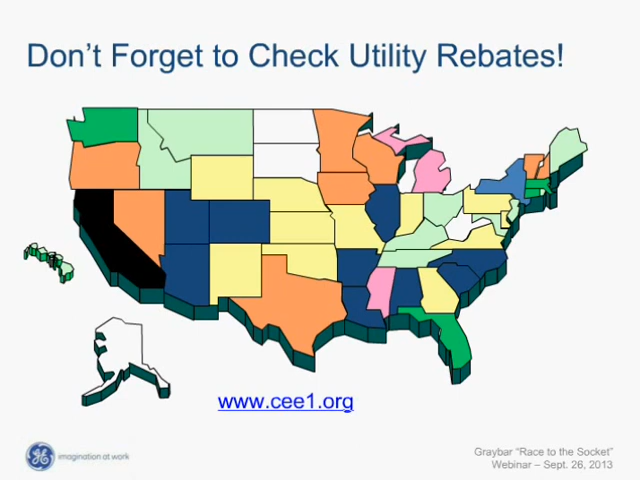 Don't Forget to Check Utility Rebates!
www.cee1.org
imagination at work
Graybar "Race to the Socket"
Webinar – Sept. 26, 2013